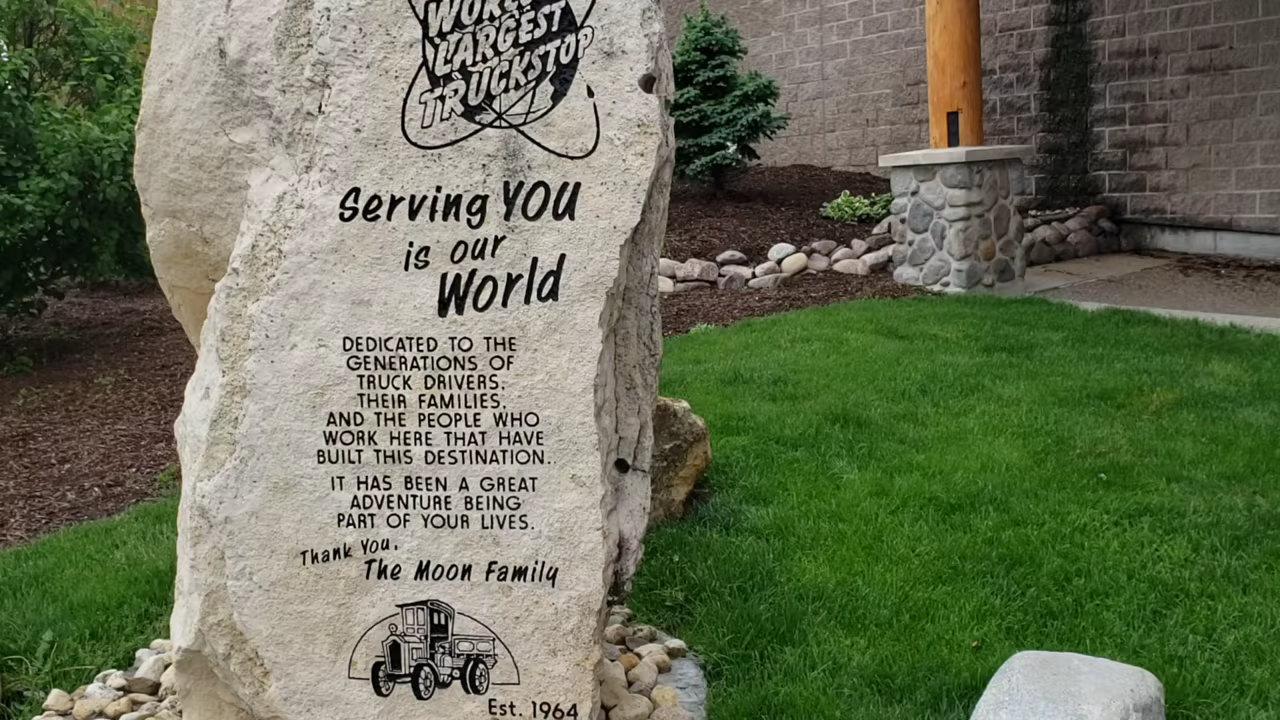 WORLD'S
LARGEST
TRUCKSTOP
Serving YOU
is our
World
DEDICATED TO THE
GENERATIONS OF
TRUCK DRIVERS,
THEIR FAMILIES,
AND THE PEOPLE WHO
WORK HERE THAT HAVE
BUILT THIS DESTINATION.
IT HAS BEEN A GREAT
ADVENTURE BEING
PART OF YOUR LIVES.
Thank You,
The Moon Family
Est. 1964